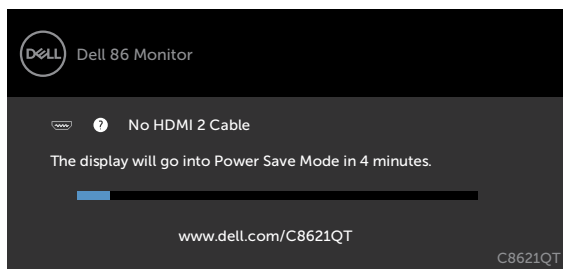 DELL
Dell 86 Monitor
? No HDMI 2 Cable
The display will go into Power Save Mode in 4 minutes.
www.dell.com/C8621QT
C8621QT